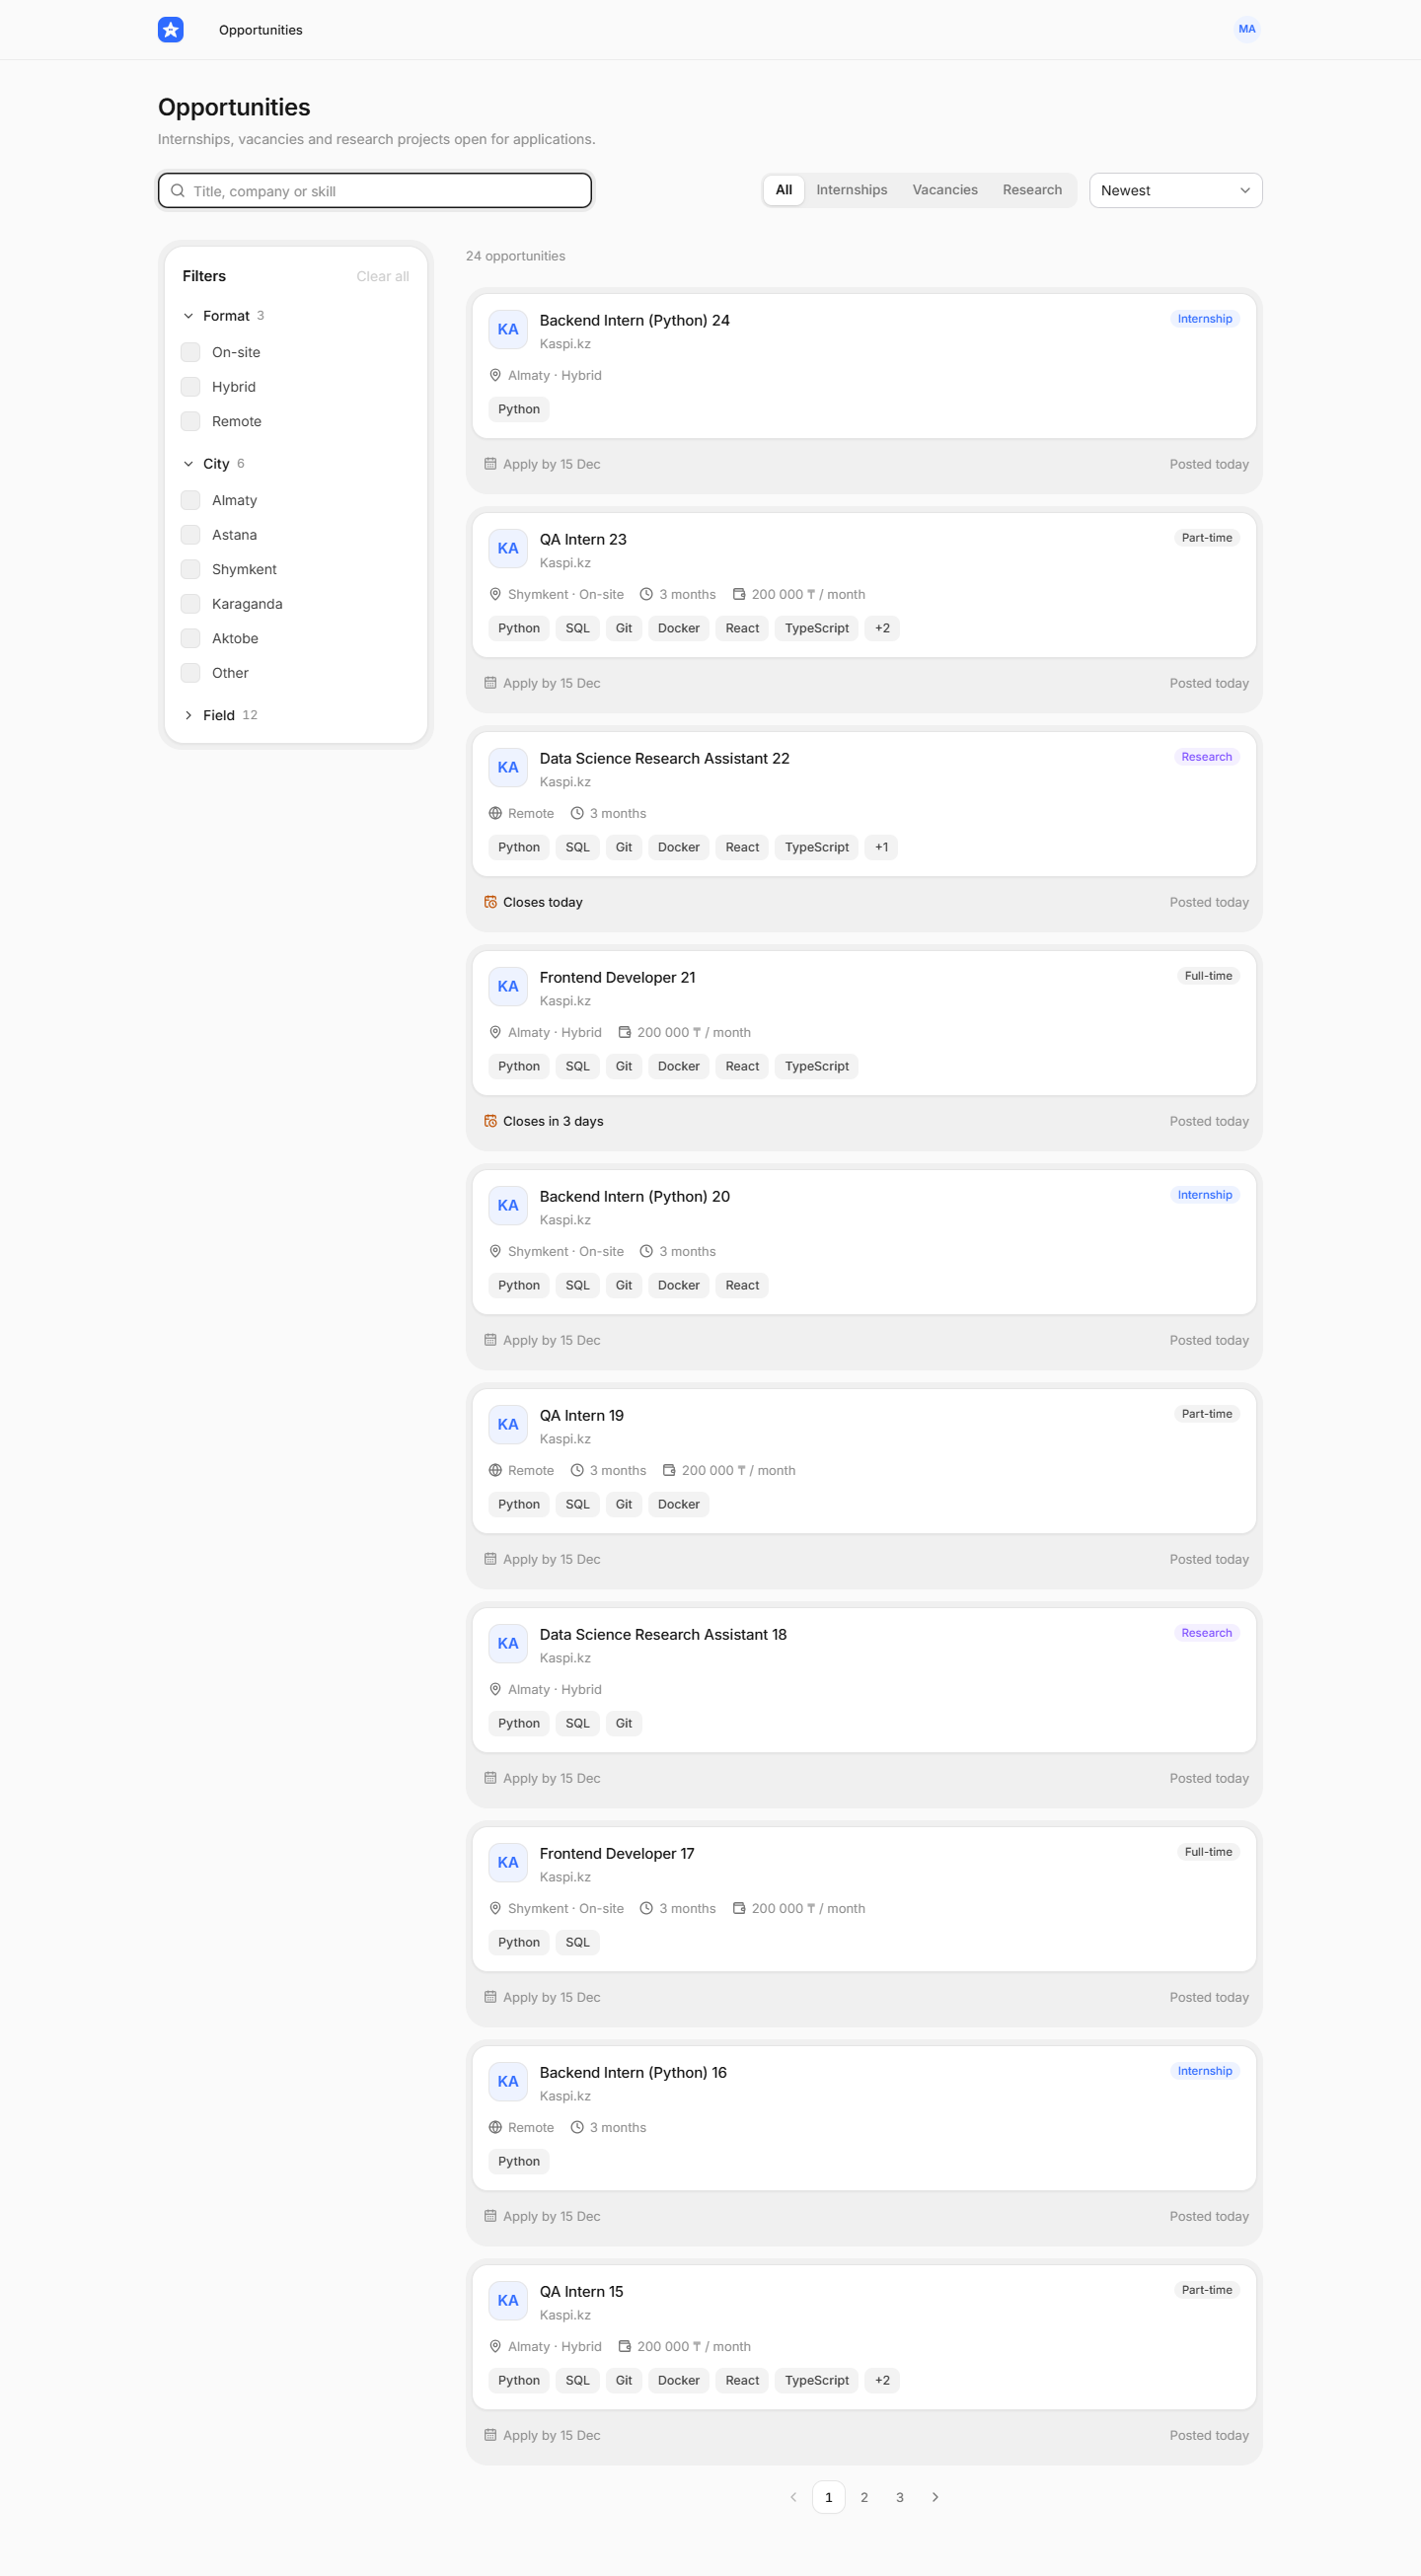 Opportunities
MA
Opportunities
Internships, vacancies and research projects open for applications.
Title, company or skill
All Internships Vacancies Research
Newest
Filters
Clear all
Format 3
On-site
Hybrid
Remote
City 6
Almaty
Astana
Shymkent
Karaganda
Aktobe
Other
Field 12
24 opportunities
KA
Backend Intern (Python) 24
Internship
Kaspi.kz
Almaty · Hybrid
Python
Apply by 15 Dec
Posted today
KA
QA Intern 23
Part-time
Kaspi.kz
Shymkent · On-site 3 months 200 000 ₸ / month
Python SQL Git Docker React TypeScript +2
Apply by 15 Dec
Posted today
KA
Data Science Research Assistant 22
Research
Kaspi.kz
Remote 3 months
Python SQL Git Docker React TypeScript +1
Closes today
Posted today
KA
Frontend Developer 21
Full-time
Kaspi.kz
Almaty · Hybrid 200 000 ₸ / month
Python SQL Git Docker React TypeScript
Closes in 3 days
Posted today
KA
Backend Intern (Python) 20
Internship
Kaspi.kz
Shymkent · On-site 3 months
Python SQL Git Docker React
Apply by 15 Dec
Posted today
KA
QA Intern 19
Part-time
Kaspi.kz
Remote 3 months 200 000 ₸ / month
Python SQL Git Docker
Apply by 15 Dec
Posted today
KA
Data Science Research Assistant 18
Research
Kaspi.kz
Almaty · Hybrid
Python SQL Git
Apply by 15 Dec
Posted today
KA
Frontend Developer 17
Full-time
Kaspi.kz
Shymkent · On-site 3 months 200 000 ₸ / month
Python SQL
Apply by 15 Dec
Posted today
KA
Backend Intern (Python) 16
Internship
Kaspi.kz
Remote 3 months
Python
Apply by 15 Dec
Posted today
KA
QA Intern 15
Part-time
Kaspi.kz
Almaty · Hybrid 200 000 ₸ / month
Python SQL Git Docker React TypeScript +2
Apply by 15 Dec
Posted today
1 2 3